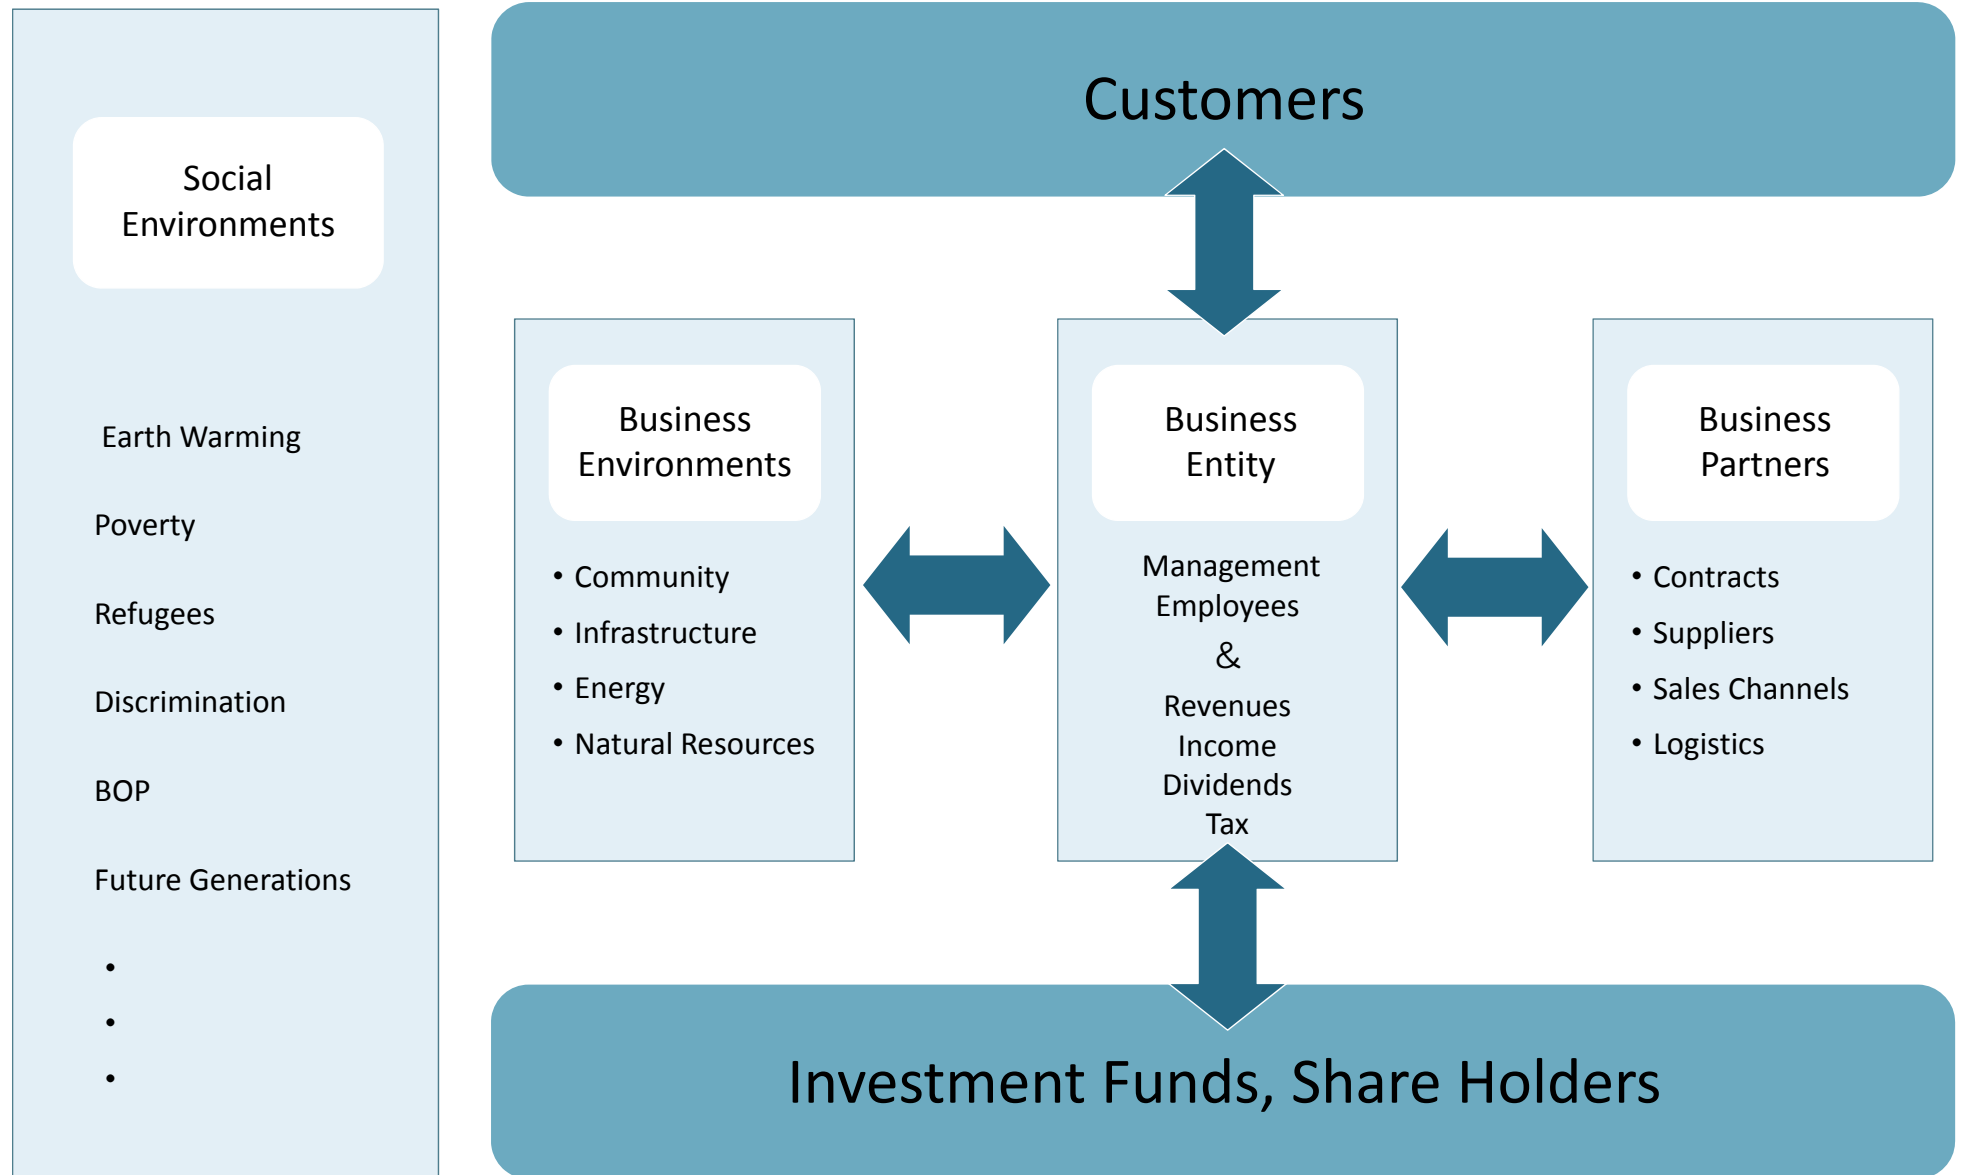 Social
Environments
Earth Warming
Poverty
Refugees
Discrimination
BOP
Future Generations
•
•
•
Customers
Business
Environments
• Community
• Infrastructure
• Energy
• Natural Resources
Business
Entity
Management
Employees
&
Revenues
Income
Dividends
Tax
Business
Partners
• Contracts
• Suppliers
• Sales Channels
• Logistics
Investment Funds, Share Holders